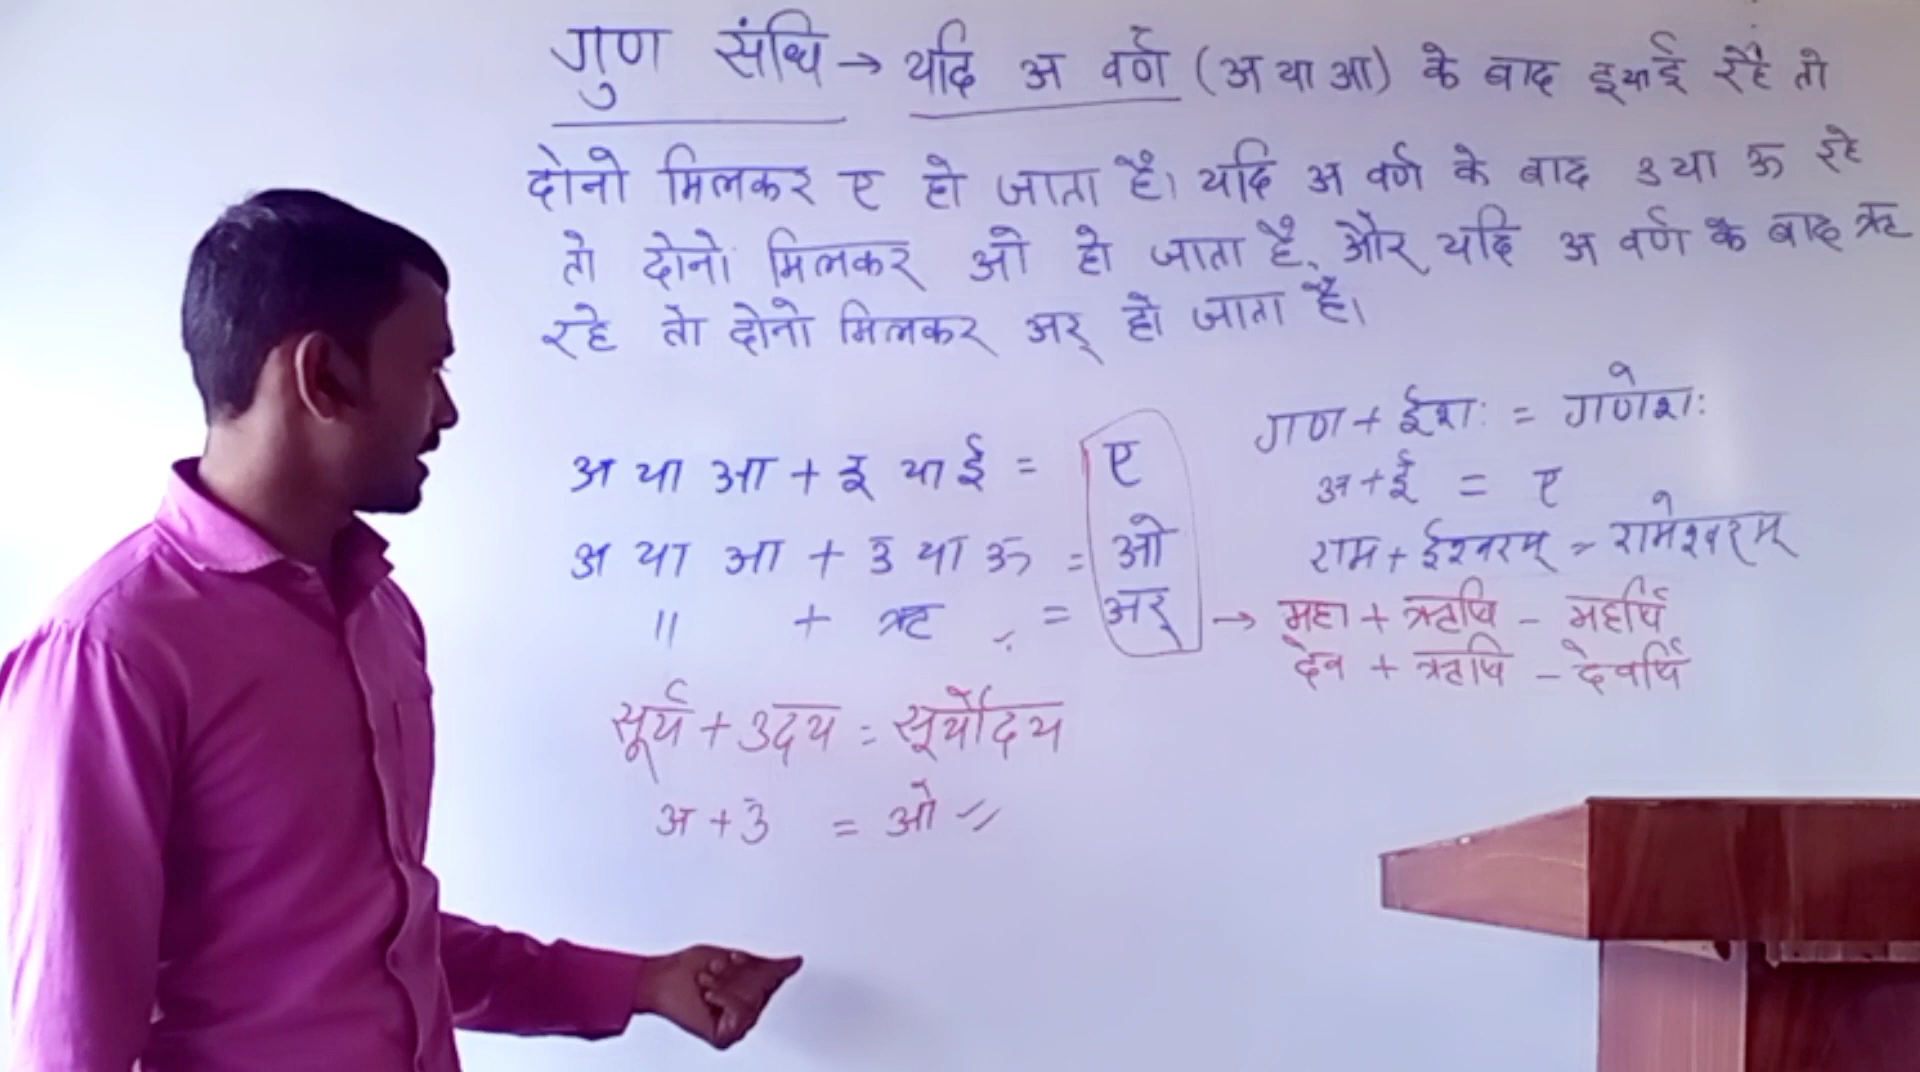 गुण संधि → यदि अ वर्ण (अ या आ) के बाद इ या ई रहे तो
दोनो मिलकर ए हो जाता है। यदि अ वर्ण के बाद उ या ऊ रहे
तो दोनो मिलकर ओ हो जाता है, और यदि अ वर्ण के बाद ऋ
रहे तो दोनो मिलकर अर् हो जाता है।
अ या आ + इ या ई = ए
अ या आ + उ या ऊ = ओ
" + ऋ = अर् → महा + ऋषि - महर्षि
देव + ऋषि - देवर्षि
गण + ईशः = गणेशः
अ + ई = ए
राम + ईश्वरम् = रामेश्वरम्
सूर्य + उदय = सूर्योदय
अ + उ = ओ